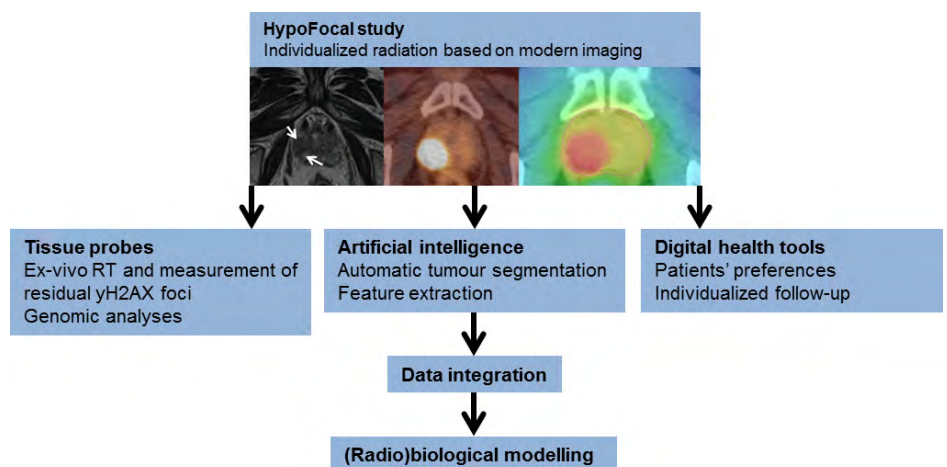 HypoFocal study
Individualized radiation based on modern imaging
Tissue probes
Ex-vivo RT and measurement of
residual yH2AX foci
Genomic analyses
Artificial intelligence
Automatic tumour segmentation
Feature extraction
Digital health tools
Patients' preferences
Individualized follow-up
Data integration
(Radio)biological modelling